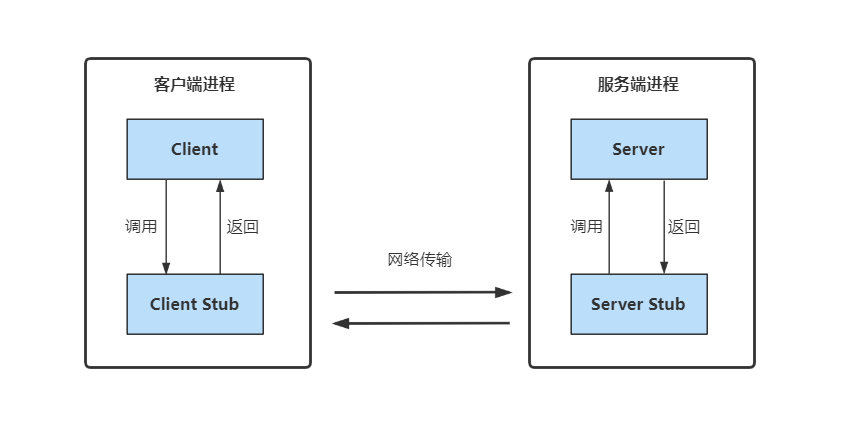 客户端进程
Client
调用
返回
Client Stub
网络传输
服务端进程
Server
调用
返回
Server Stub